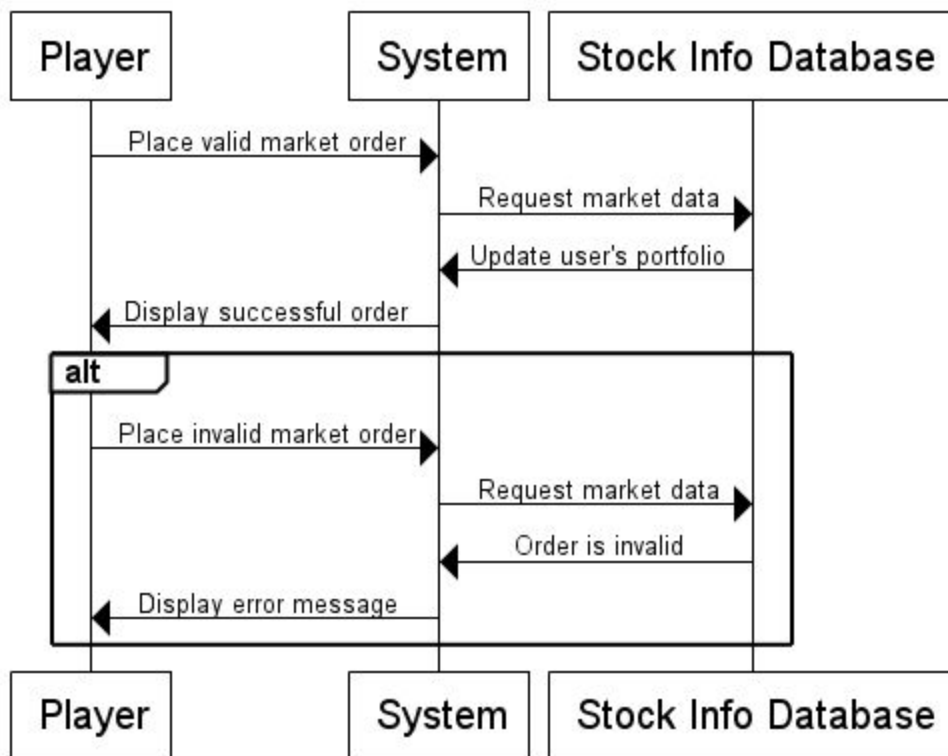 Player System Stock Info Database
Place valid market order
Request market data
Update user's portfolio
Display successful order
alt
Place invalid market order
Request market data
Order is invalid
Display error message
Player System Stock Info Database